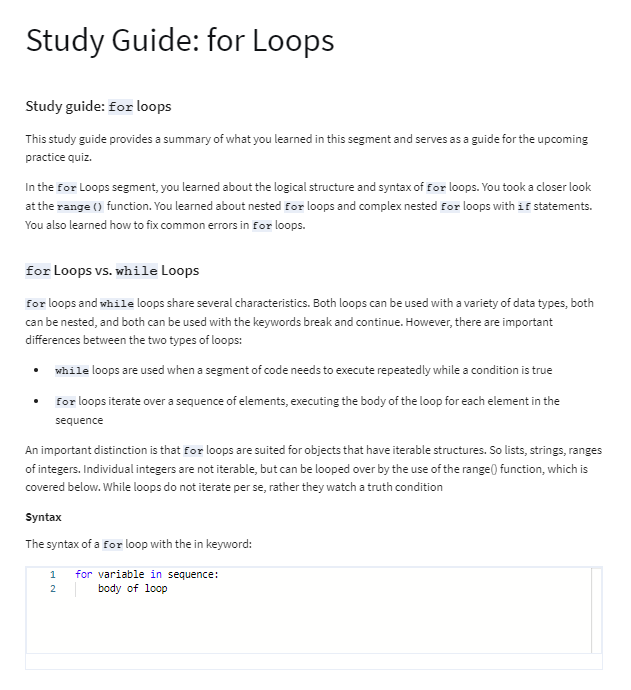 Study Guide: for Loops
Study guide: for loops
This study guide provides a summary of what you learned in this segment and serves as a guide for the upcoming
practice quiz.
In the for Loops segment, you learned about the logical structure and syntax of for loops. You took a closer look
at the range() function. You learned about nested for loops and complex nested for loops with if statements.
You also learned how to fix common errors in for loops.
for Loops vs. while Loops
for loops and while loops share several characteristics. Both loops can be used with a variety of data types, both
can be nested, and both can be used with the keywords break and continue. However, there are important
differences between the two types of loops:
• while loops are used when a segment of code needs to execute repeatedly while a condition is true
• for loops iterate over a sequence of elements, executing the body of the loop for each element in the
sequence
An important distinction is that for loops are suited for objects that have iterable structures. So lists, strings, ranges
of integers. Individual integers are not iterable, but can be looped over by the use of the range() function, which is
covered below. While loops do not iterate per se, rather they watch a truth condition
Syntax
The syntax of a for loop with the in keyword:
1 for variable in sequence:
2 body of loop